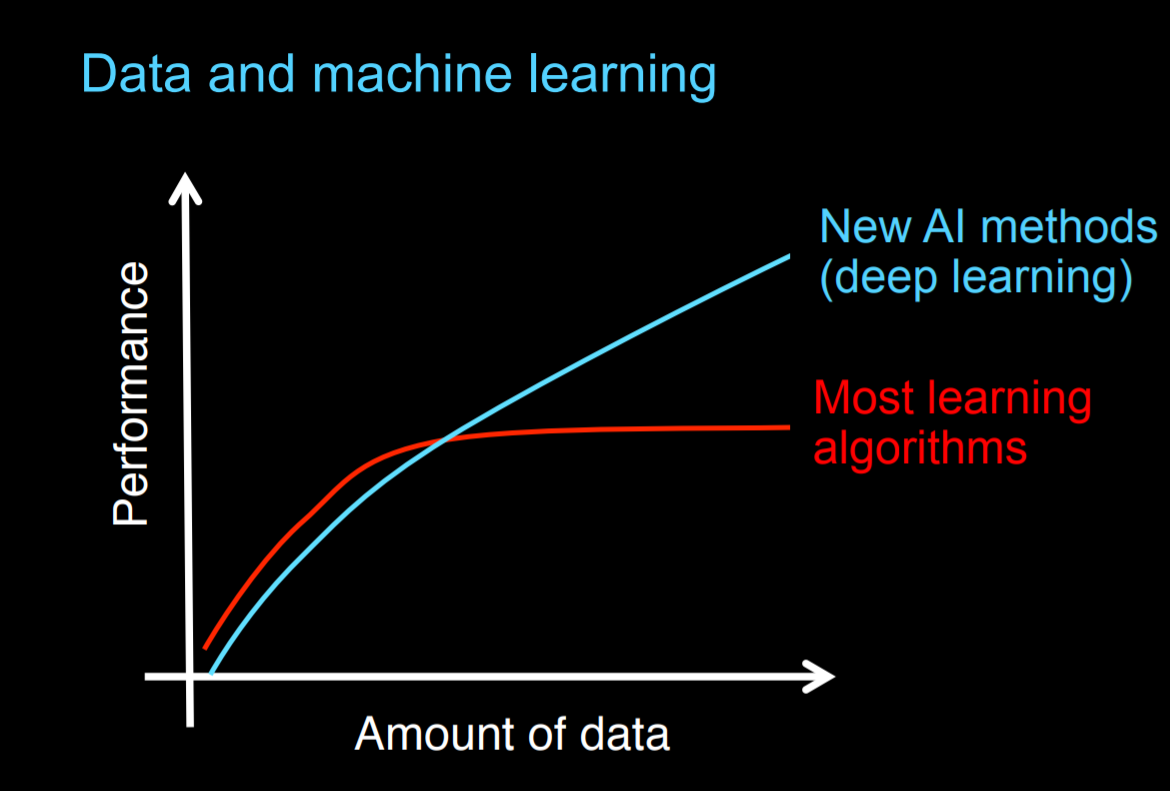 Data and machine learning
Performance
New AI methods
(deep learning)
Most learning
algorithms
Amount of data